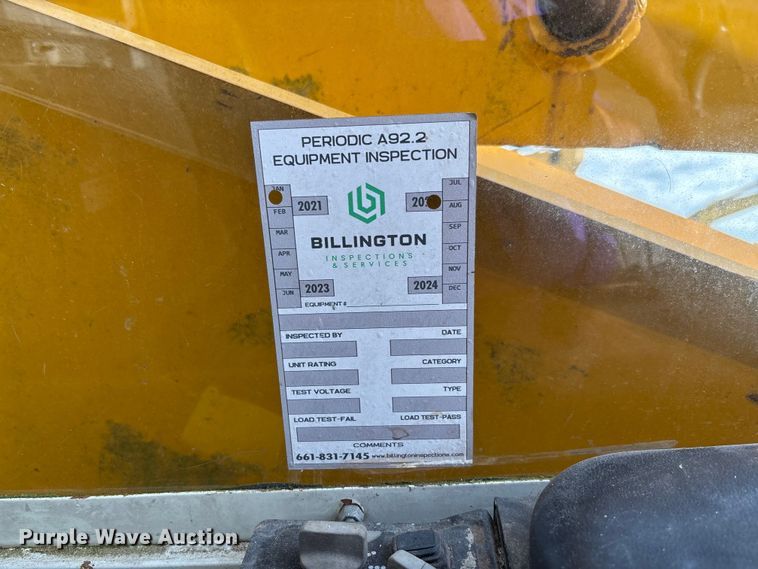 PERIODIC A92.2
EQUIPMENT INSPECTION
JAN
FEB
MAR
APR
MAY
JUN
2021
JUL
AUG
SEP
OCT
NOV
DEC
BILLINGTON
INSPECTIONS
& SERVICES
2023
2024
EQUIPMENT #
INSPECTED BY DATE
UNIT RATING CATEGORY
TEST VOLTAGE TYPE
LOAD TEST-FAIL LOAD TEST-PASS
COMMENTS
661-831-7145 www.billingtoninspections.com
Purple Wave Auction